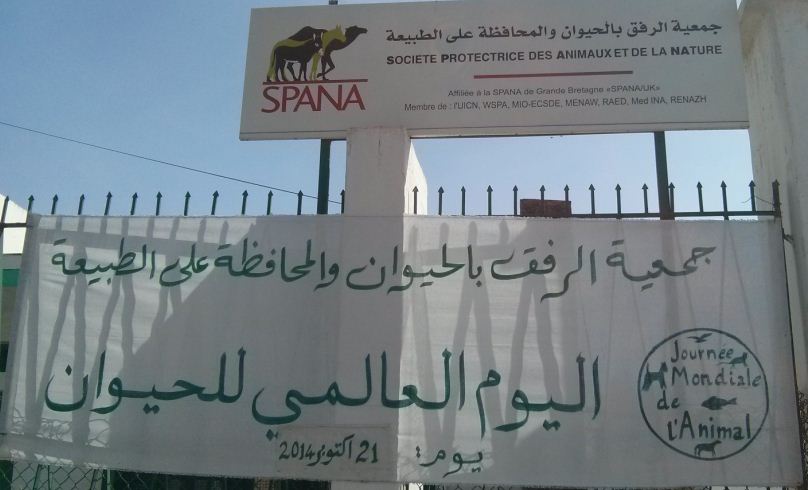 جمعية الرفق بالحيوان والمحافظة على الطبيعة
SOCIETE PROTECTRICE DES ANIMAUX ET DE LA NATURE
SPANA
Affiliée à la SPANA de Grande Bretagne «SPANA/UK»
Membre de : l'UICN, WSPA, MIO-ECSDE, MENAW, RAED, Med INA, RENAZH
جمعية الرفق بالحيوان والمحافظة على الطبيعة
اليوم العالمي للحيوان
يوم: 21 اكتوبر 2014
Journée
Mondiale
de
l'Animal